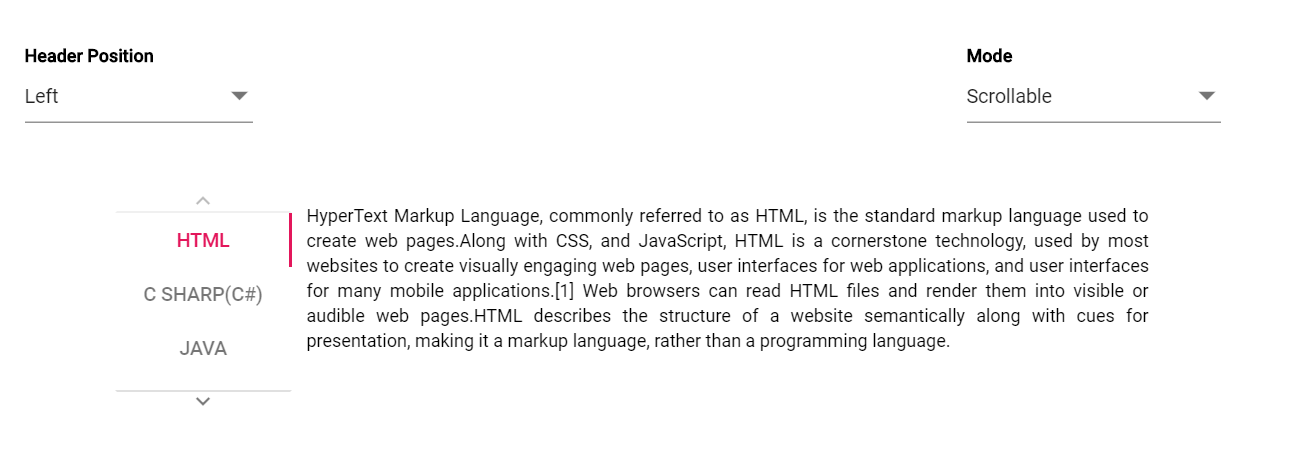 Header Position
Mode
Left
Scrollable
HTML
C SHARP(C#)
JAVA
HyperText Markup Language, commonly referred to as HTML, is the standard markup language used to
create web pages.Along with CSS, and JavaScript, HTML is a cornerstone technology, used by most
websites to create visually engaging web pages, user interfaces for web applications, and user interfaces
for many mobile applications.[1] Web browsers can read HTML files and render them into visible or
audible web pages.HTML describes the structure of a website semantically along with cues for
presentation, making it a markup language, rather than a programming language.